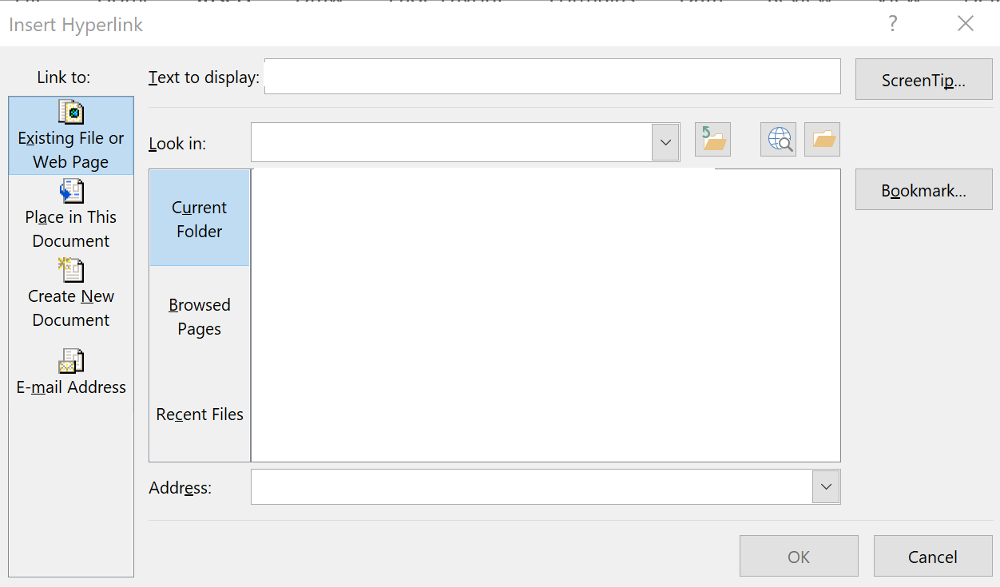 Insert Hyperlink
?
Link to:
Text to display:
ScreenTip...
Existing File or
Web Page
Look in:
Place in This
Document
Current
Folder
Bookmark...
Create New
Document
Browsed
Pages
E-mail Address
Recent Files
Address:
OK
Cancel